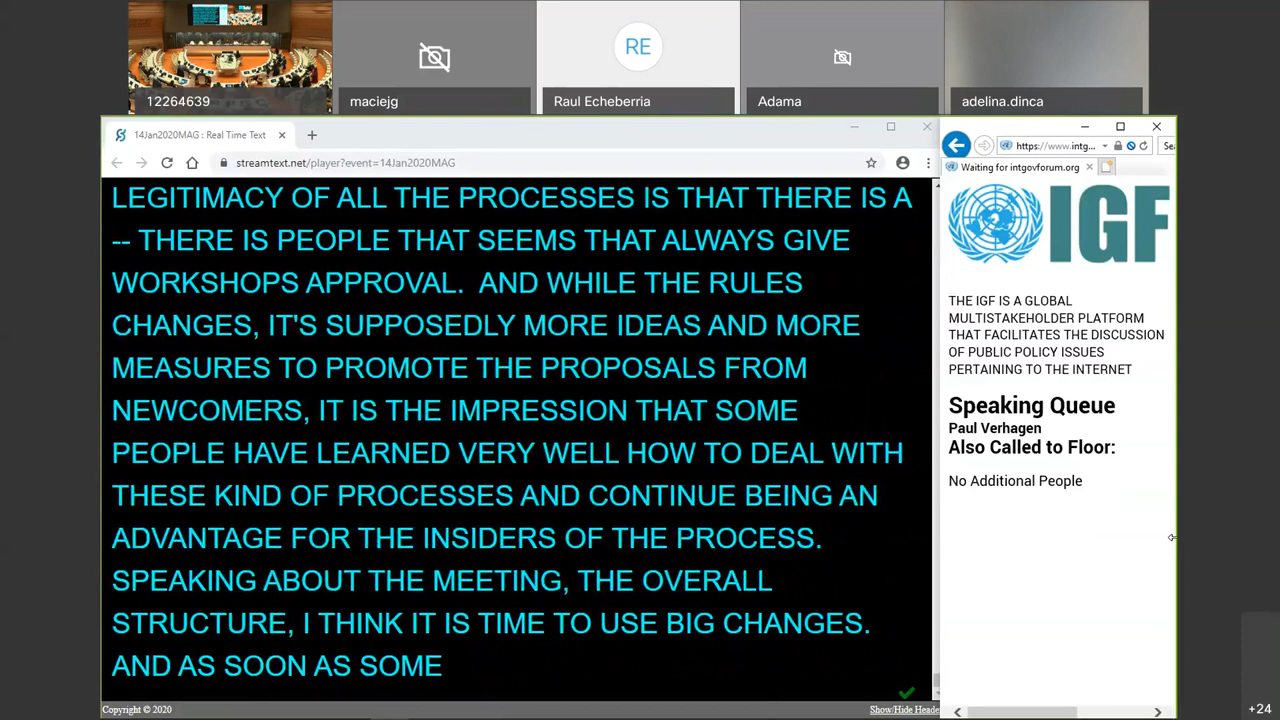 RE
12264639
maciejg
Raul Echeberria
Adama
adelina.dinca
14Jan2020MAG : Real Time Text
streamtext.net/player?event=14Jan2020MAG
LEGITIMACY OF ALL THE PROCESSES IS THAT THERE IS A
-- THERE IS PEOPLE THAT SEEMS THAT ALWAYS GIVE
WORKSHOPS APPROVAL.  AND WHILE THE RULES
CHANGES, IT'S SUPPOSEDLY MORE IDEAS AND MORE
MEASURES TO PROMOTE THE PROPOSALS FROM
NEWCOMERS, IT IS THE IMPRESSION THAT SOME
PEOPLE HAVE LEARNED VERY WELL HOW TO DEAL WITH
THESE KIND OF PROCESSES AND CONTINUE BEING AN
ADVANTAGE FOR THE INSIDERS OF THE PROCESS.
SPEAKING ABOUT THE MEETING, THE OVERALL
STRUCTURE, I THINK IT IS TIME TO USE BIG CHANGES.
AND AS SOON AS SOME
Copyright © 2020
Show/Hide Heade
https://www.intg...
Sea
Waiting for intgovforum.org
IGF
THE IGF IS A GLOBAL
MULTISTAKEHOLDER PLATFORM
THAT FACILITATES THE DISCUSSION
OF PUBLIC POLICY ISSUES
PERTAINING TO THE INTERNET
Speaking Queue
Paul Verhagen
Also Called to Floor:
No Additional People
+24